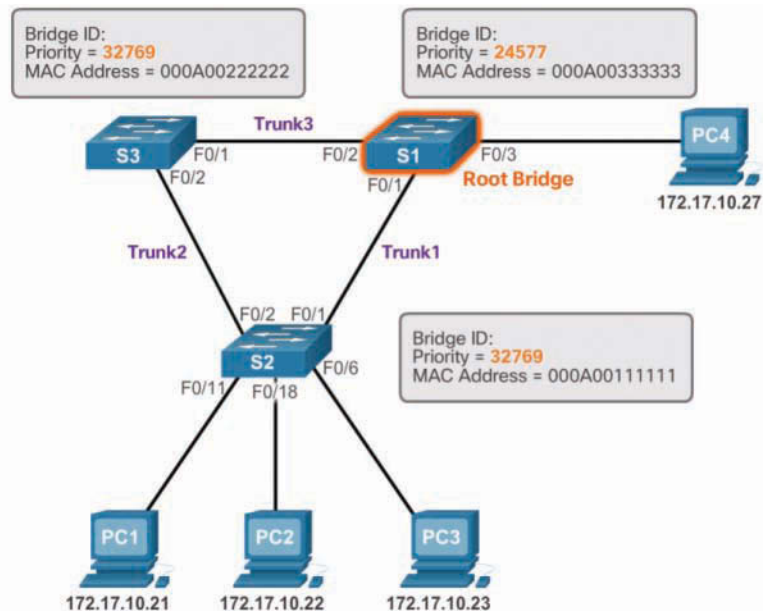 Bridge ID:
Priority = 32769
MAC Address = 000A00222222
Bridge ID:
Priority = 24577
MAC Address = 000A00333333
Trunk3
S3
F0/1
F0/2
S1
F0/3
PC4
F0/2
F0/1
Root Bridge
172.17.10.27
Trunk2
Trunk1
F0/2
F0/1
S2
F0/6
F0/11
F0/18
Bridge ID:
Priority = 32769
MAC Address = 000A00111111
PC1
PC2
PC3
172.17.10.21
172.17.10.22
172.17.10.23